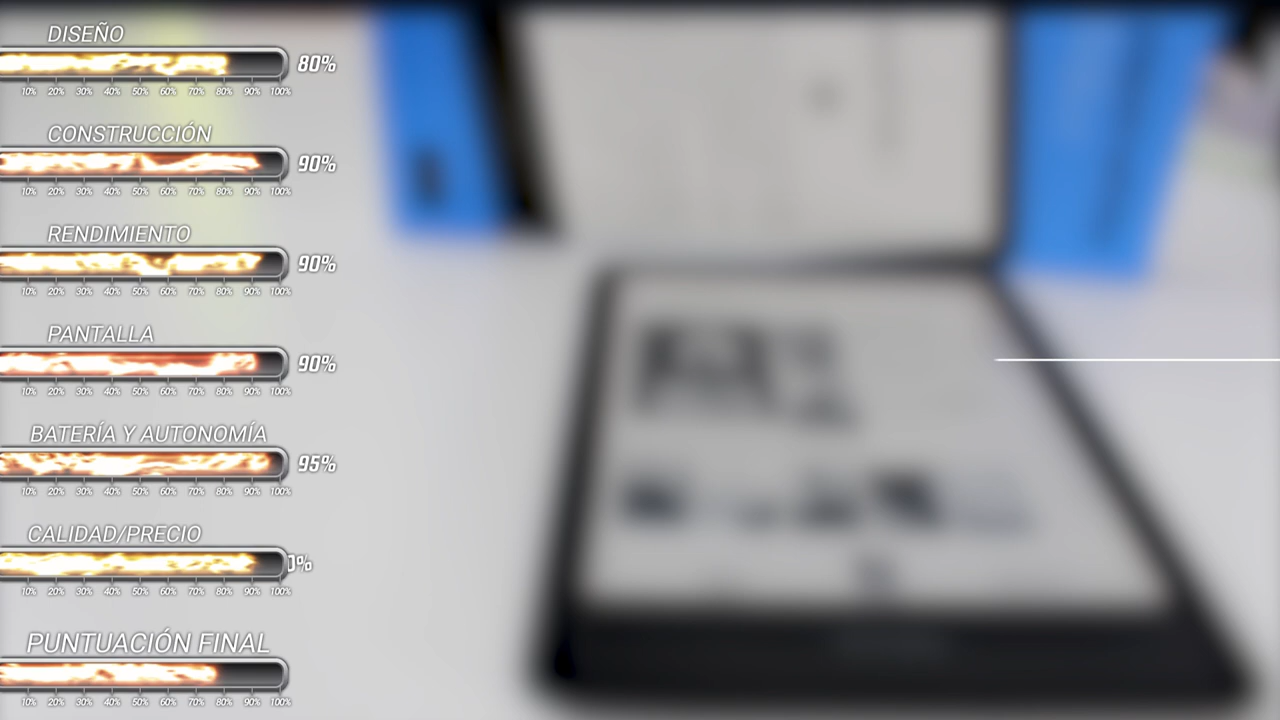 DISEÑO
80%
10% 20% 30% 40% 50% 60% 70% 80% 90% 100%
CONSTRUCCIÓN
90%
10% 20% 30% 40% 50% 60% 70% 80% 90% 100%
RENDIMIENTO
90%
10% 20% 30% 40% 50% 60% 70% 80% 90% 100%
PANTALLA
90%
10% 20% 30% 40% 50% 60% 70% 80% 90% 100%
BATERÍA Y AUTONOMÍA
95%
10% 20% 30% 40% 50% 60% 70% 80% 90% 100%
CALIDAD/PRECIO
0%
10% 20% 30% 40% 50% 60% 70% 80% 90% 100%
PUNTUACIÓN FINAL
10% 20% 30% 40% 50% 60% 70% 80% 90% 100%